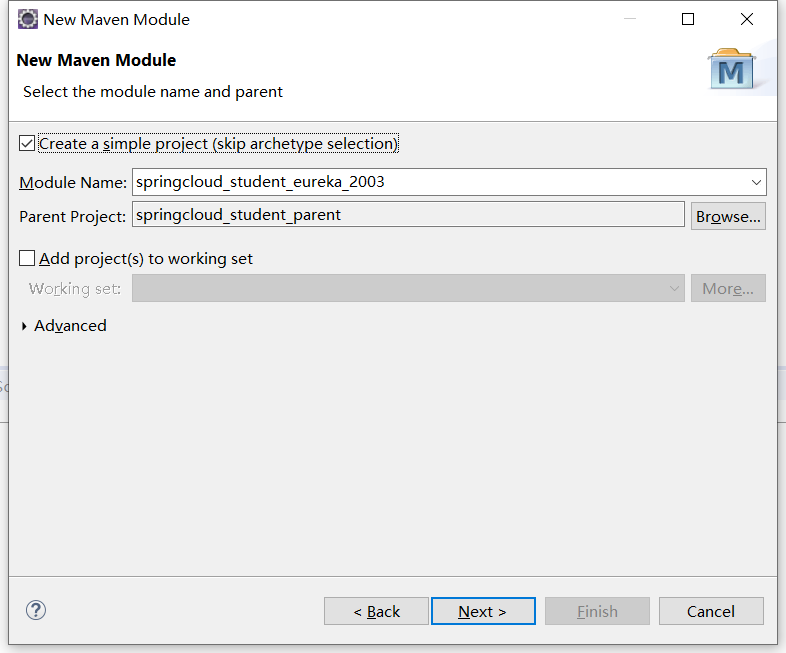 New Maven Module
New Maven Module
Select the module name and parent
M
Create a simple project (skip archetype selection)
Module Name: springcloud_student_eureka_2003
Parent Project: springcloud_student_parent Browse...
Add project(s) to working set
Working set: More...
Advanced
? < Back Next > Finish Cancel